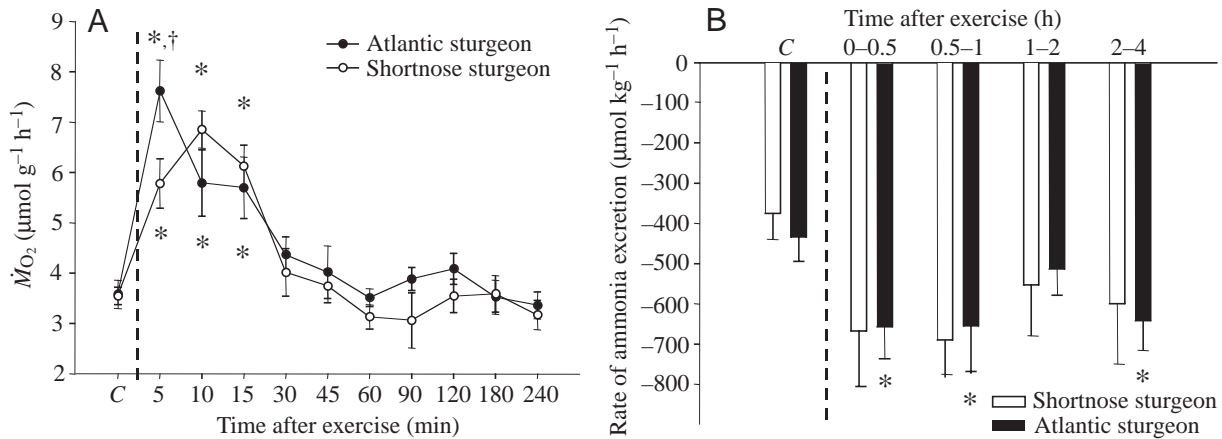 A
9
8
7
6
5
4
3
2
ṀO₂ (μmol g⁻¹ h⁻¹)
*,†
*
*
*
*
*
Atlantic sturgeon
Shortnose sturgeon
C 5 10 15 30 45 60 90 120 180 240
Time after exercise (min)
B
Time after exercise (h)
C 0–0.5 0.5–1 1–2 2–4
0
–100
–200
–300
–400
–500
–600
–700
–800
Rate of ammonia excretion (μmol kg⁻¹ h⁻¹)
*
*
*
Shortnose sturgeon
Atlantic sturgeon